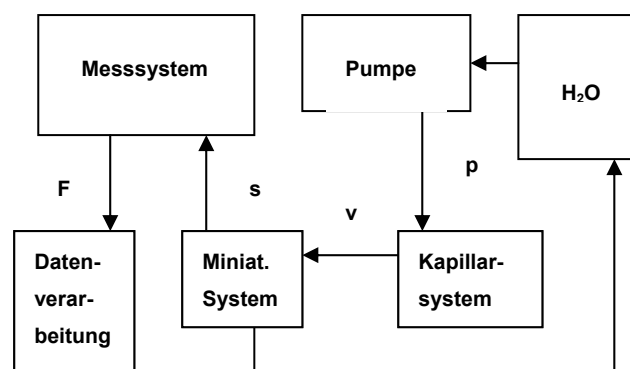 Messsystem
Pumpe
H₂O
F
s
p
v
Daten-
verar-
beitung
Miniat.
System
Kapillar-
system